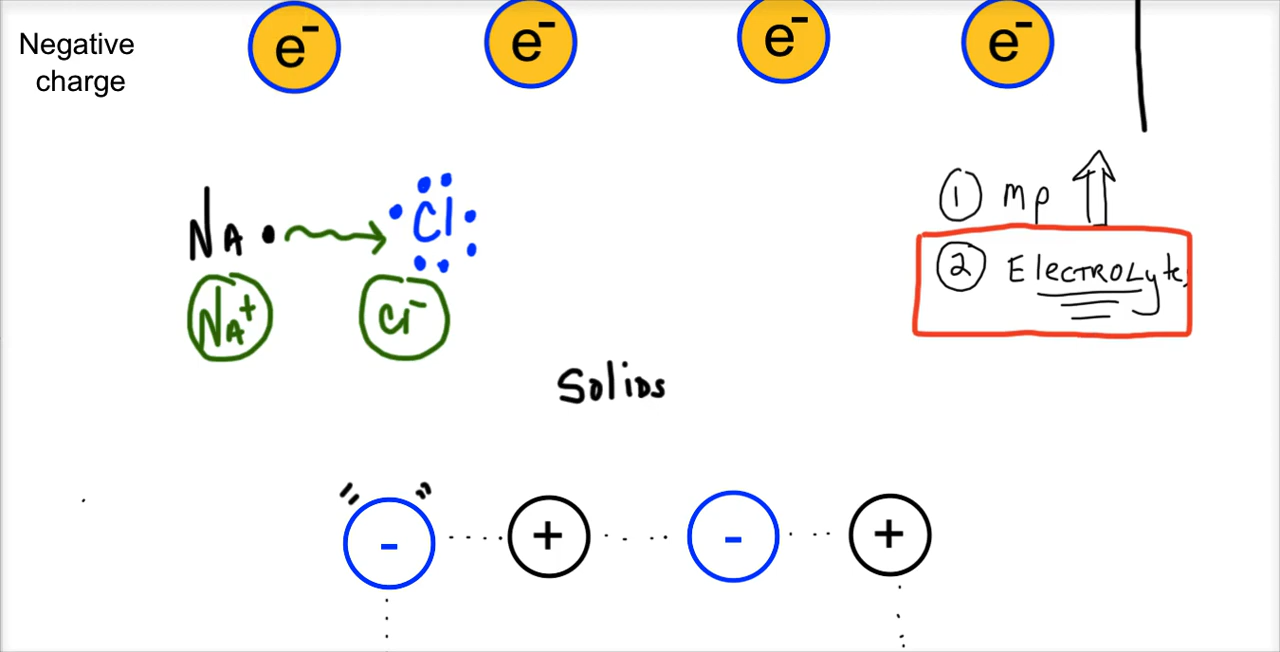 Negative
charge
e⁻ e⁻ e⁻ e⁻
NA Cl
NA⁺ Cl⁻
① mp
② ELECTROLyte
SoliDs
- + - +